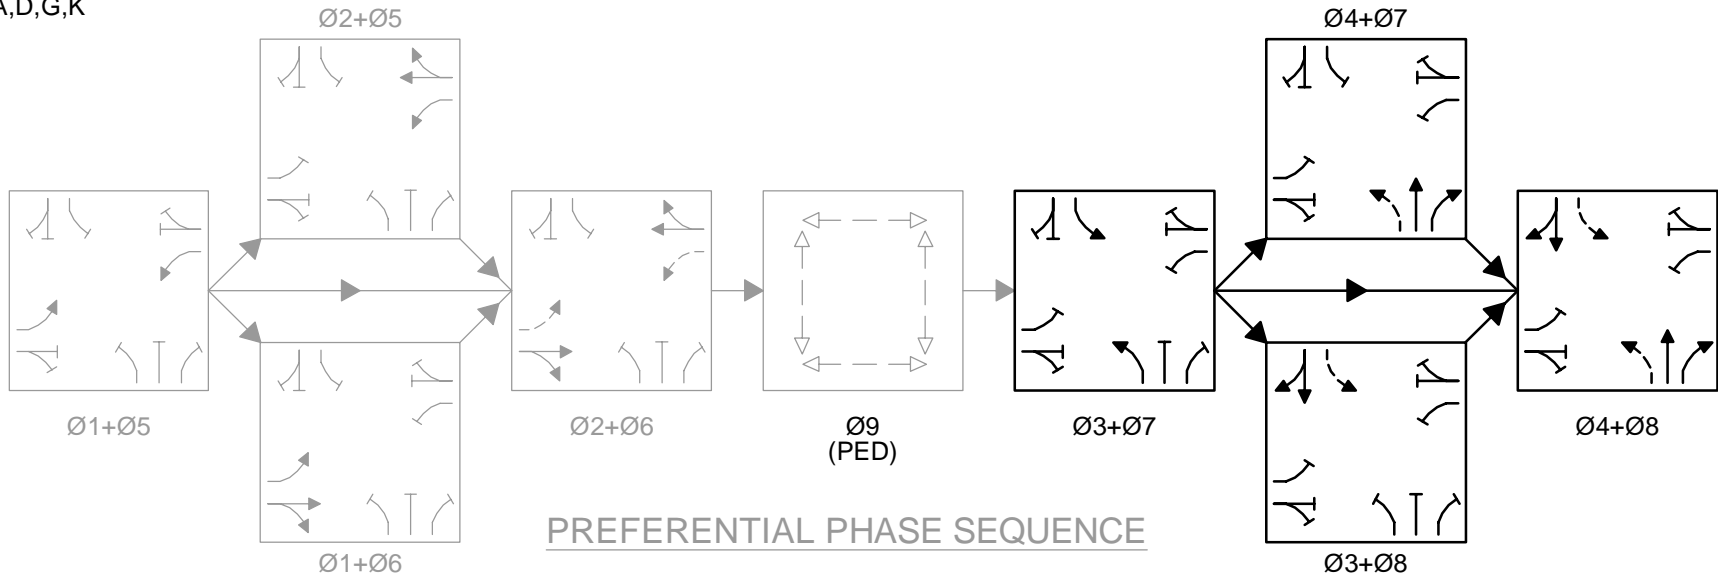 A,D,G,K
Ø2+Ø5
Ø4+Ø7
Ø1+Ø5
Ø2+Ø6
Ø9
(PED)
Ø3+Ø7
Ø4+Ø8
PREFERENTIAL PHASE SEQUENCE
Ø1+Ø6
Ø3+Ø8